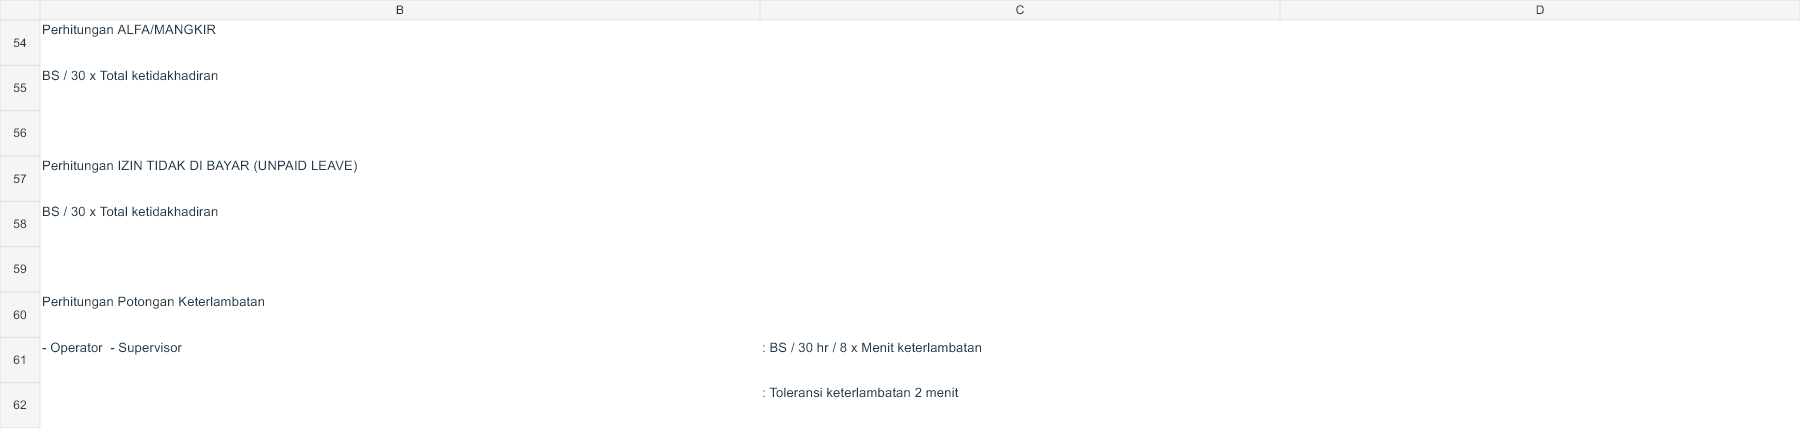 B C D
54 Perhitungan ALFA/MANGKIR
55 BS / 30 x Total ketidakhadiran
56
57 Perhitungan IZIN TIDAK DI BAYAR (UNPAID LEAVE)
58 BS / 30 x Total ketidakhadiran
59
60 Perhitungan Potongan Keterlambatan
61 - Operator  - Supervisor : BS / 30 hr / 8 x Menit keterlambatan
62 : Toleransi keterlambatan 2 menit